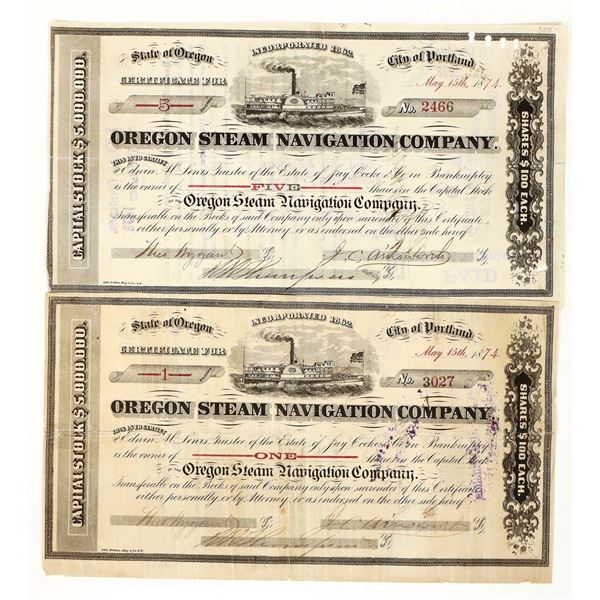 State of Oregon
INCORPORATED 1862.
City of Portland
CERTIFICATE FOR
May 15th, 1874.
5
No. 2466
OREGON STEAM NAVIGATION COMPANY.
THIS IS TO CERTIFY
Edwin M. Lewis Trustee of the Estate of Jay Cooke & Co in Bankruptcy
is the owner of FIVE Shares in the Capital Stock
OF THE Oregon Steam Navigation Company.
Transferable on the Books of said Company only upon surrender of this Certificate
either personally or by Attorney, or as endorsed on the other side hereof
J. C. Ainsworth
CAPITAL STOCK $5,000,000.
SHARES $100 EACH.
PAID
State of Oregon
INCORPORATED 1862.
City of Portland
CERTIFICATE FOR
May 15th, 1874.
1
No. 3027
OREGON STEAM NAVIGATION COMPANY.
THIS IS TO CERTIFY
Edwin M. Lewis Trustee of the Estate of Jay Cooke & Co in Bankruptcy
is the owner of ONE Share in the Capital Stock
OF THE Oregon Steam Navigation Company.
Transferable on the Books of said Company only upon surrender of this Certificate
either personally or by Attorney, or as endorsed on the other side hereof
J. C. Ainsworth
CAPITAL STOCK $5,000,000.
SHARES $100 EACH.